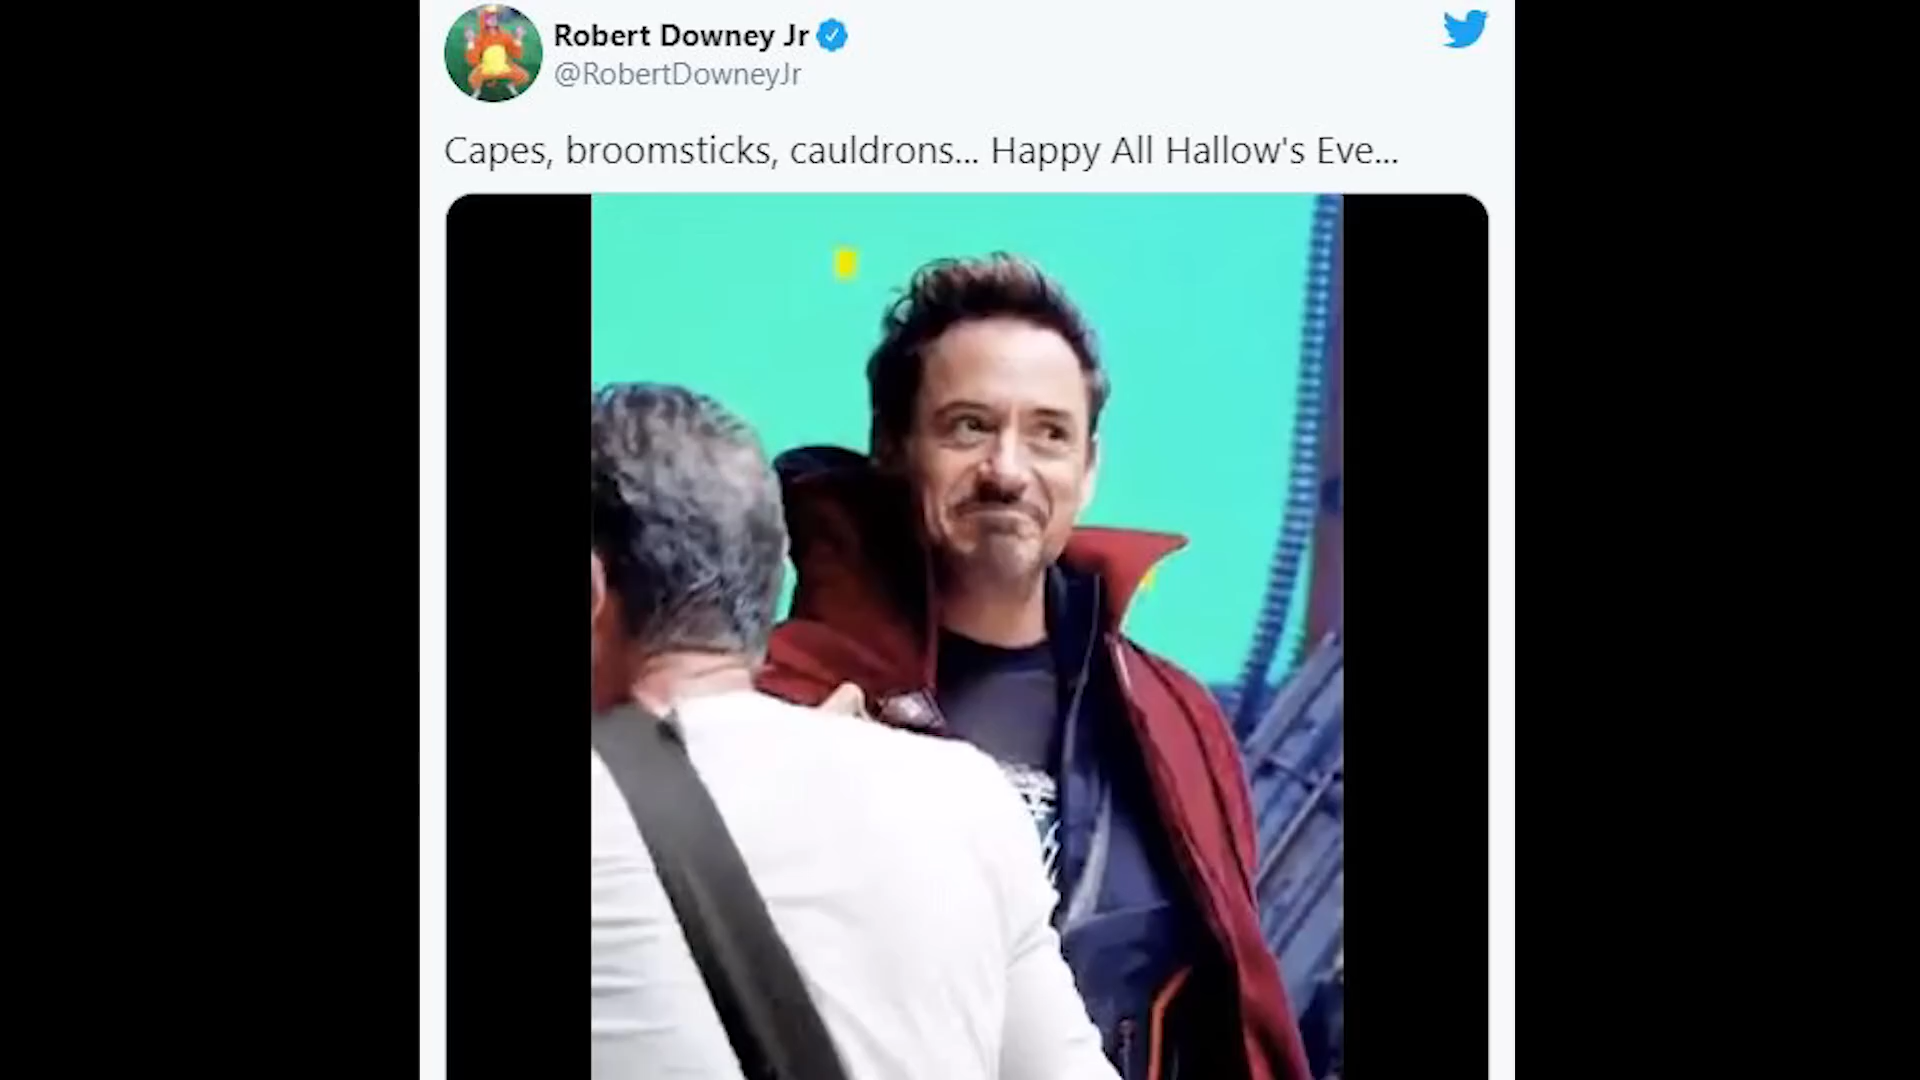 Robert Downey Jr
@RobertDowneyJr
Capes, broomsticks, cauldrons... Happy All Hallow's Eve...